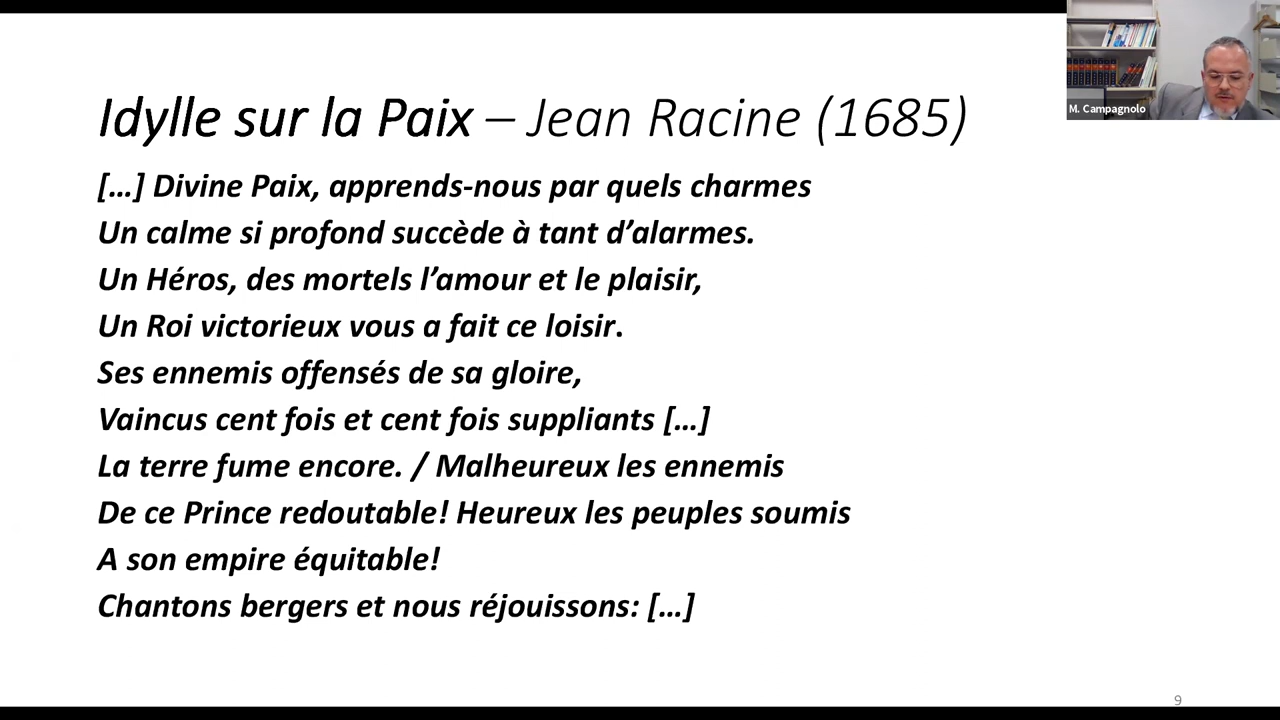 Idylle sur la Paix – Jean Racine (1685)
[…] Divine Paix, apprends-nous par quels charmes
Un calme si profond succède à tant d’alarmes.
Un Héros, des mortels l’amour et le plaisir,
Un Roi victorieux vous a fait ce loisir.
Ses ennemis offensés de sa gloire,
Vaincus cent fois et cent fois suppliants […]
La terre fume encore. / Malheureux les ennemis
De ce Prince redoutable! Heureux les peuples soumis
A son empire équitable!
Chantons bergers et nous réjouissons: […]
M. Campagnolo
9